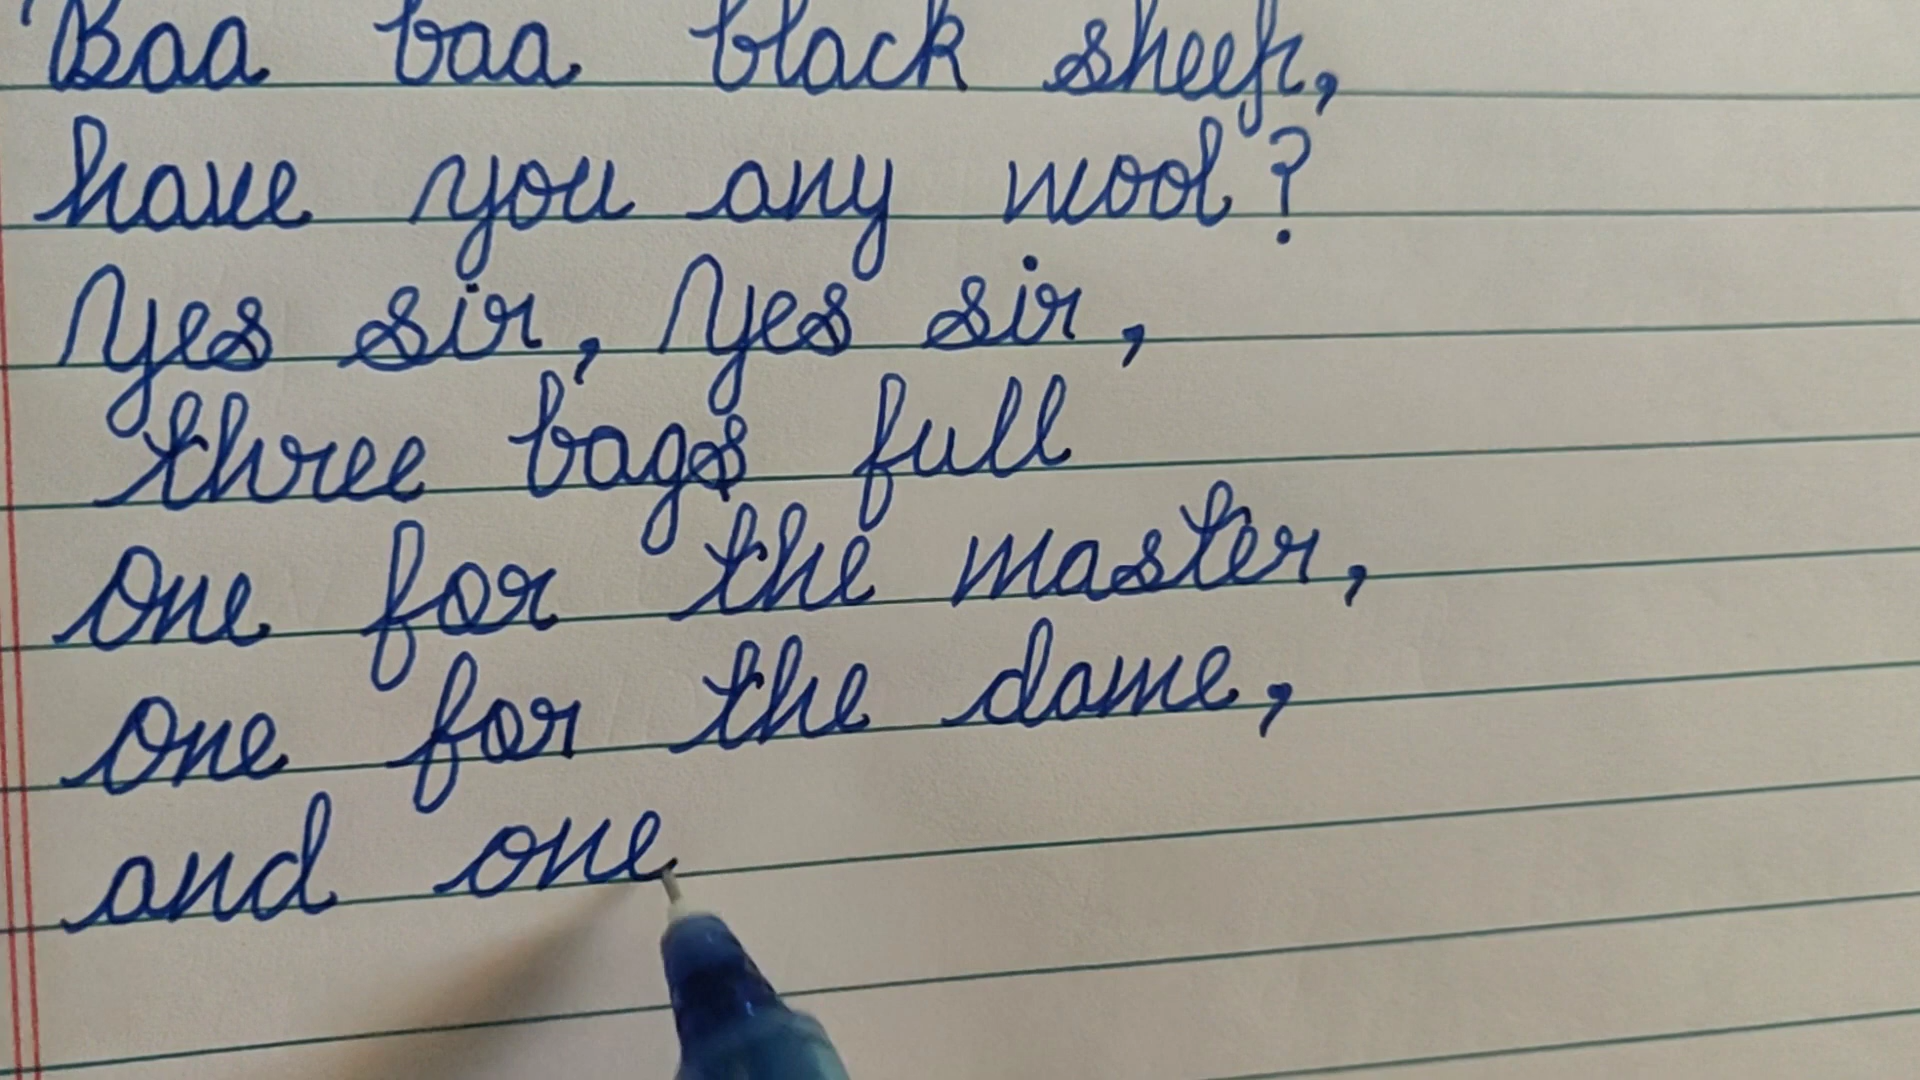 Baa baa black sheep,
have you any wool?
Yes sir, Yes sir,
three bags full
One for the master,
One for the dame,
and one